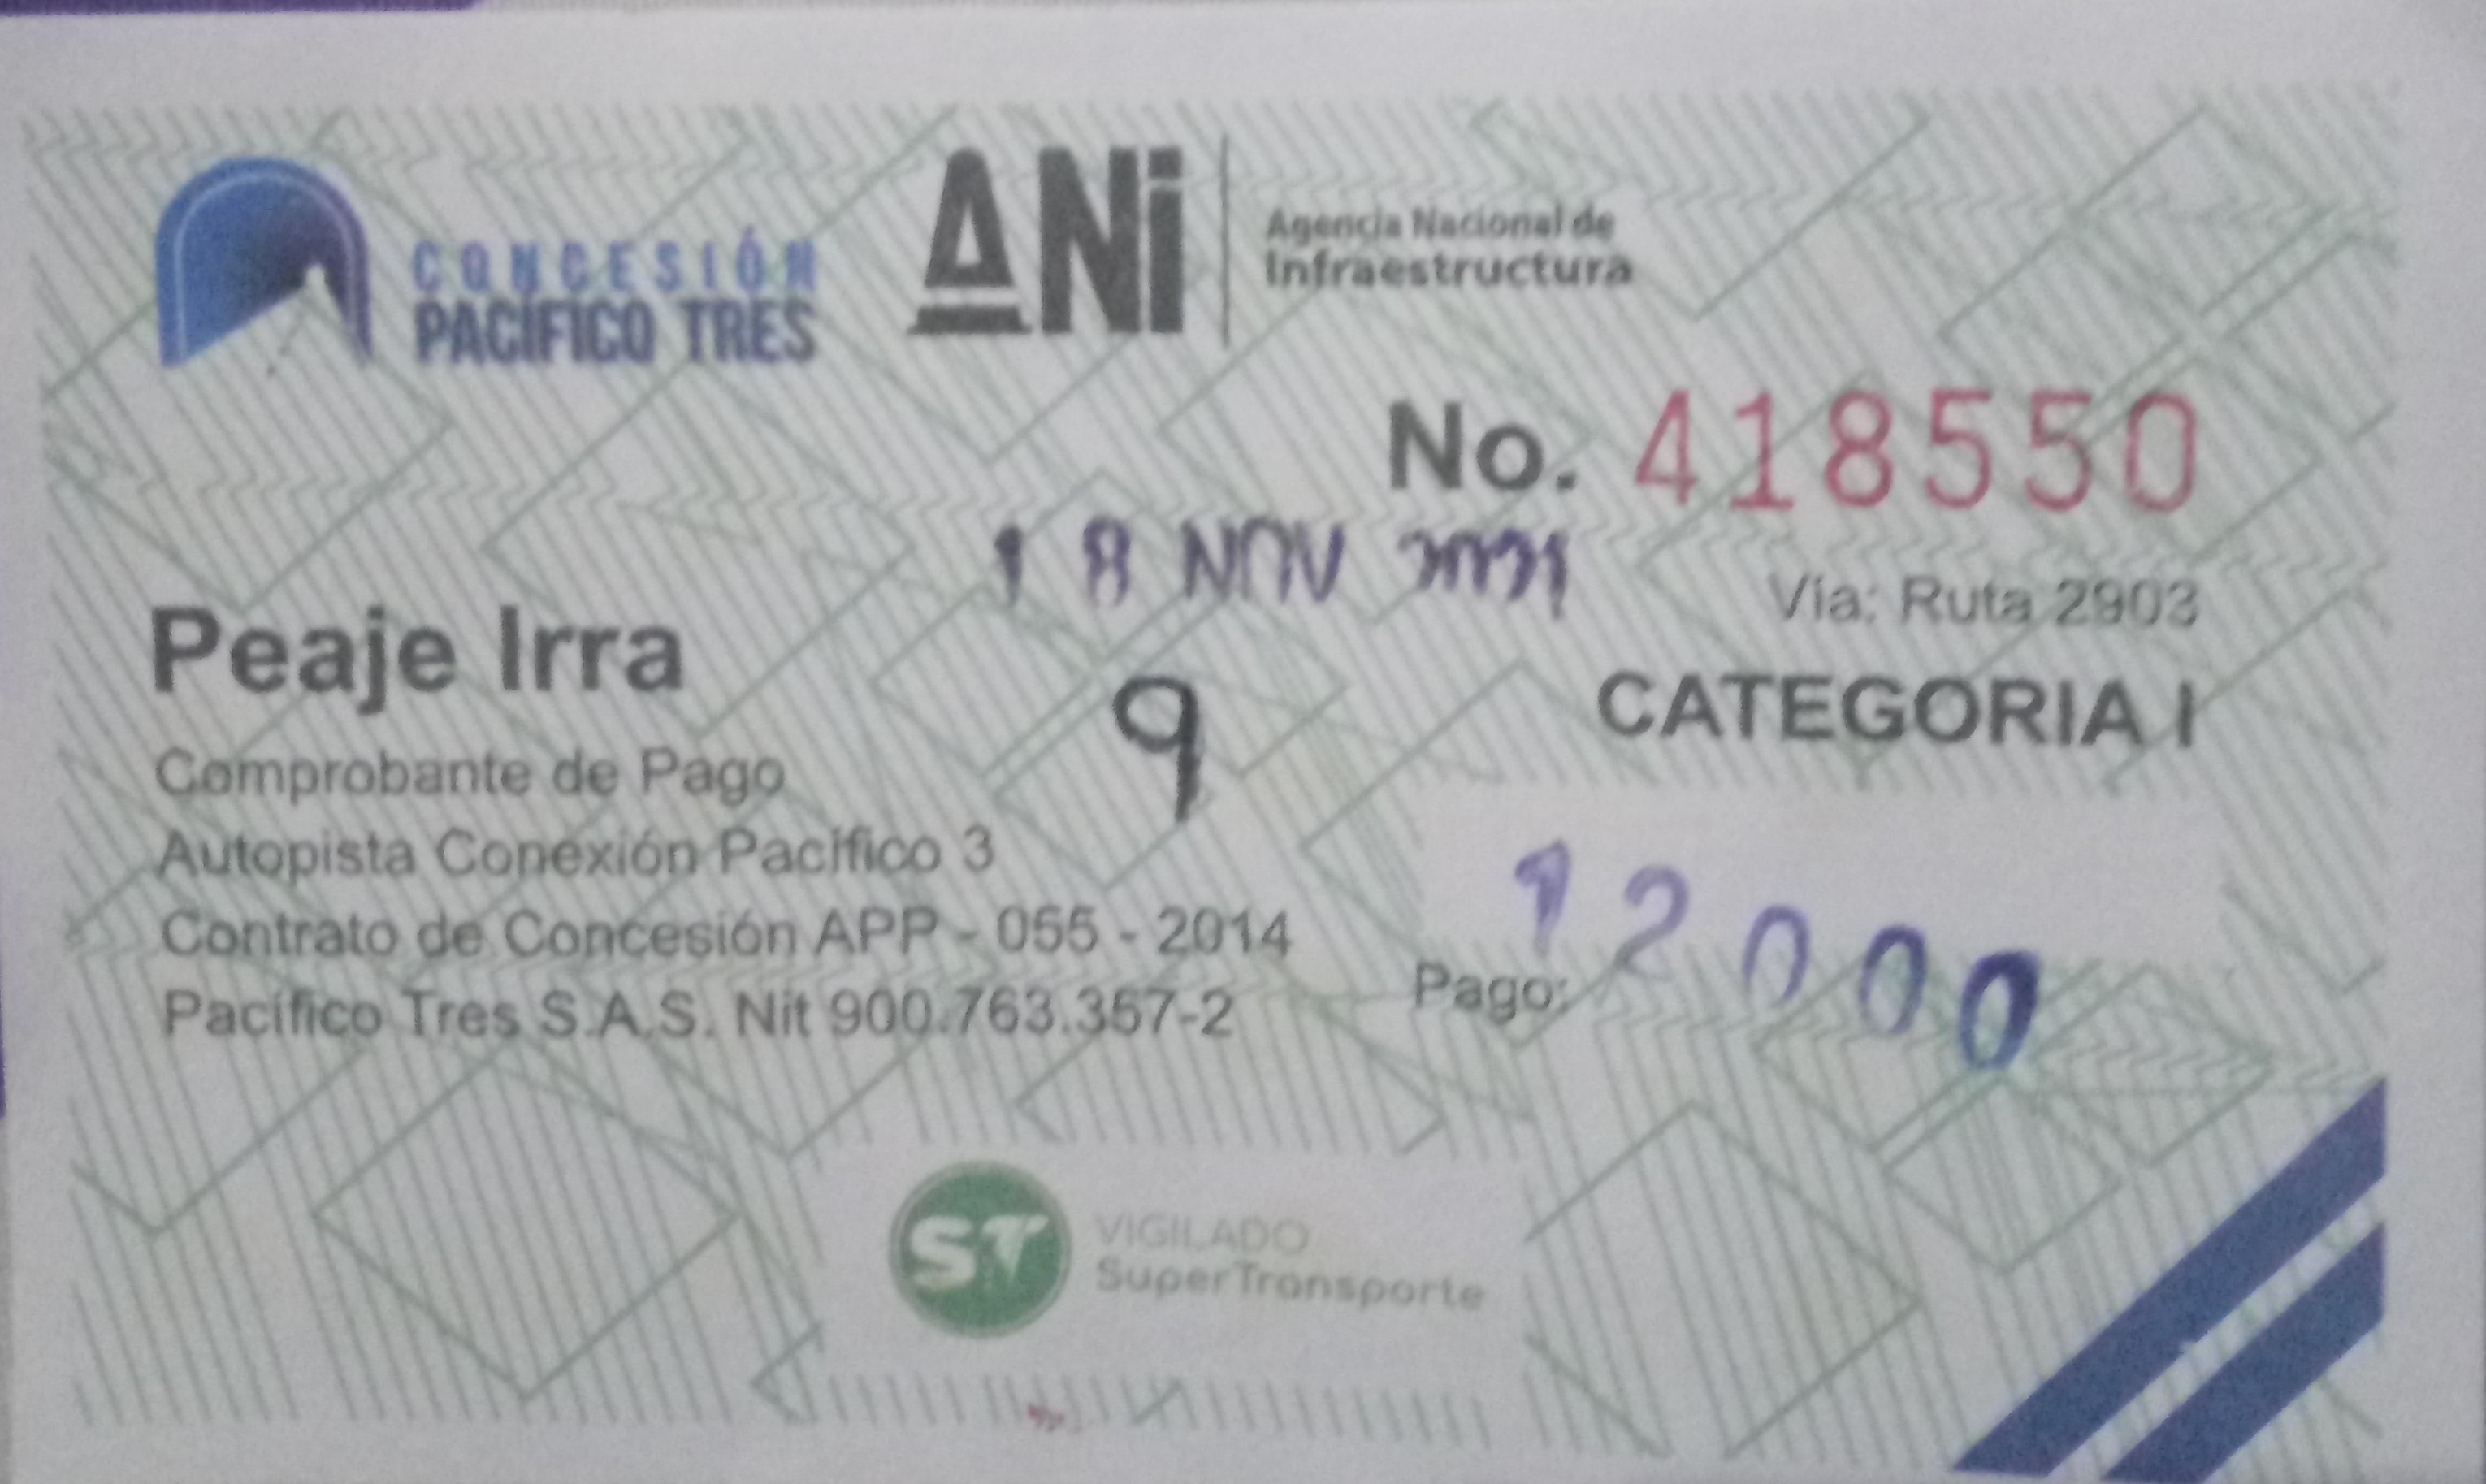 CONCESIÓN
PACÍFICO TRES
ANi
Agencia Nacional de
Infraestructura
No. 418550
18 NOV 2021
Vía: Ruta 2903
Peaje Irra
9
CATEGORIA I
Comprobante de Pago
Autopista Conexión Pacífico 3
Contrato de Concesión APP - 055 - 2014
Pacífico Tres S.A.S. Nit 900.763.357-2
Pago: 12000
ST
VIGILADO
SuperTransporte